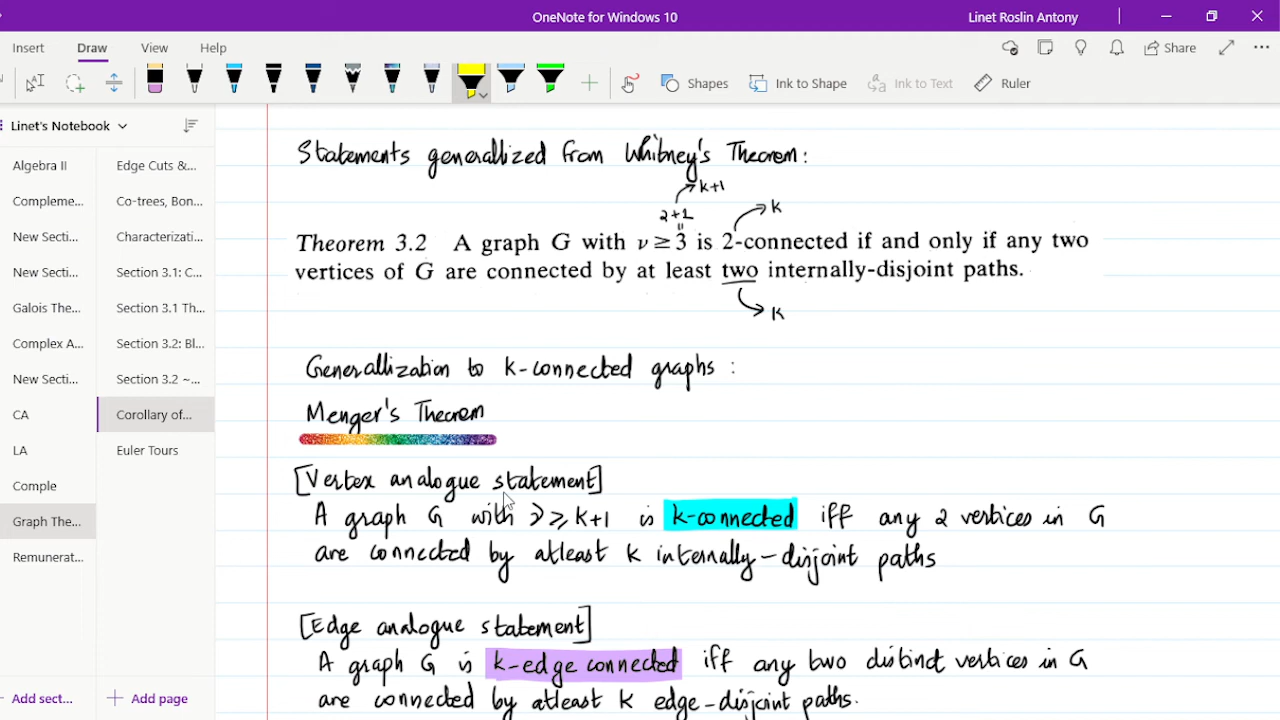 OneNote for Windows 10
Linet Roslin Antony
Insert Draw View Help
Share
Shapes Ink to Shape Ink to Text Ruler
Linet's Notebook
Algebra II
Compleme...
New Secti...
New Secti...
Galois The...
Complex A...
New Secti...
CA
LA
Comple
Graph The...
Remunerat...
Add sect...
Edge Cuts &...
Co-trees, Bon...
Characterizati...
Section 3.1: C...
Section 3.1 Th...
Section 3.2: Bl...
Section 3.2 ~...
Corollary of...
Euler Tours
Add page
Statements generallized from Whitney's Theorem:
k+1
2+1 k
=
Theorem 3.2 A graph G with ν ≥ 3 is 2-connected if and only if any two
vertices of G are connected by at least two internally-disjoint paths.
k
Generallization to k-connected graphs :
Menger's Theorem
[Vertex analogue statement]
A graph G with ν ≥ k+1 is k-connected iff any 2 vertices in G
are connected by atleast k internally-disjoint paths
[Edge analogue statement]
A graph G is k-edge connected iff any two distinct vertices in G
are connected by atleast k edge-disjoint paths.